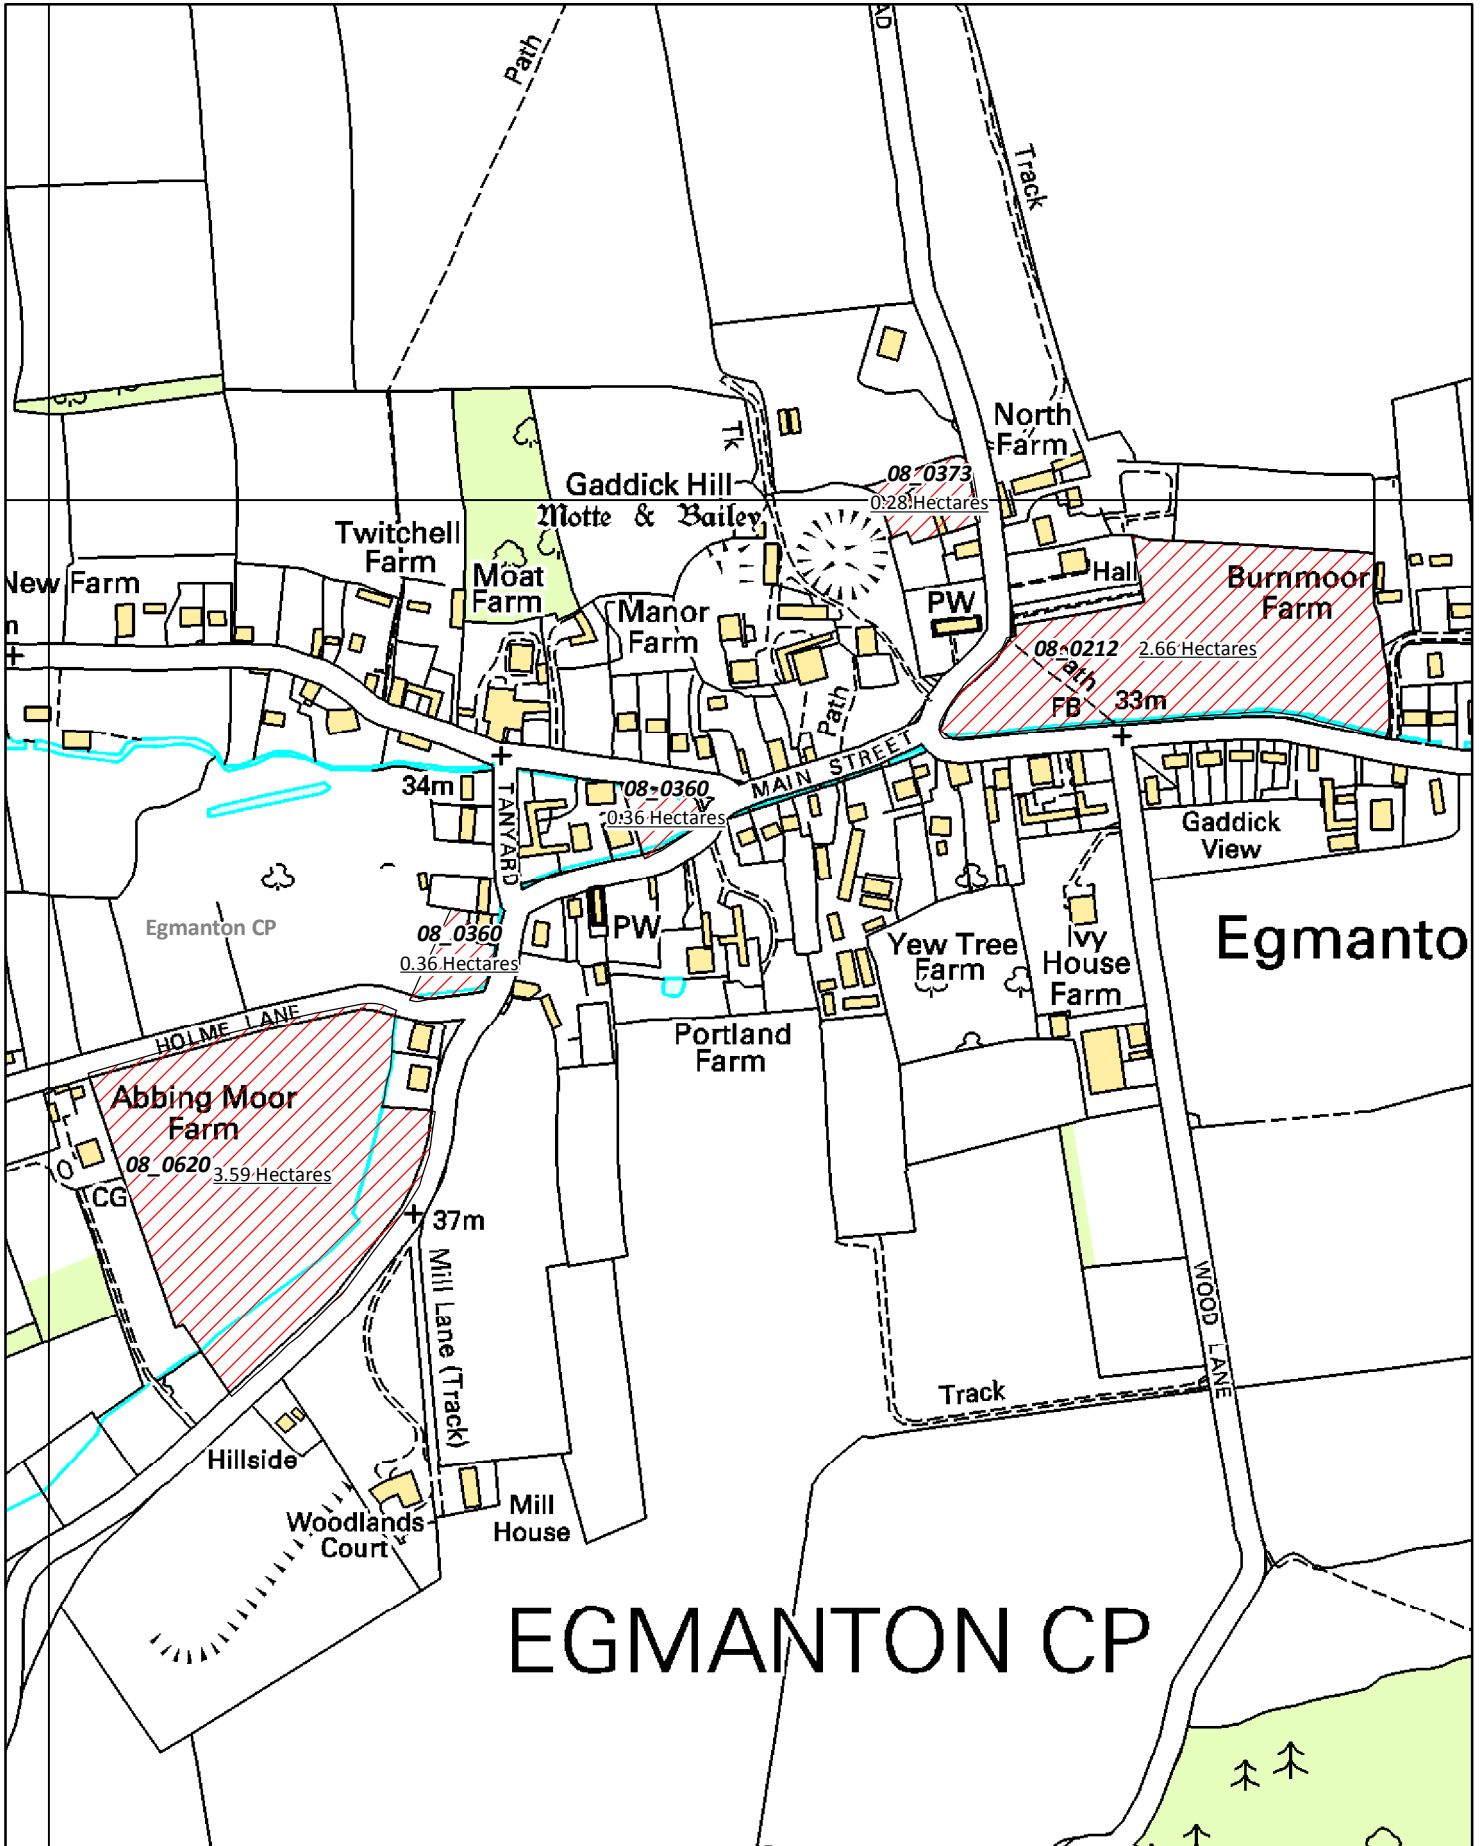 Path
AD
Track
North
Farm
Tk
08_0373
0.28 Hectares
Gaddick Hill
Motte & Bailey
Twitchell
Farm
New Farm
n
Moat
Farm
Manor
Farm
PW
Hall
Burnmoor
Farm
08_0212
2.66 Hectares
Path
FB
33m
Path
MAIN STREET
34m
TANYARD
08_0360
0.36 Hectares
Gaddick
View
Egmanton CP
08_0360
0.36 Hectares
PW
Yew Tree
Farm
Ivy
House
Farm
Egmanto
HOLME LANE
Portland
Farm
Abbing Moor
Farm
08_0620
3.59 Hectares
CG
37m
Mill Lane (Track)
WOOD LANE
Track
Hillside
Woodlands
Court
Mill
House
EGMANTON CP